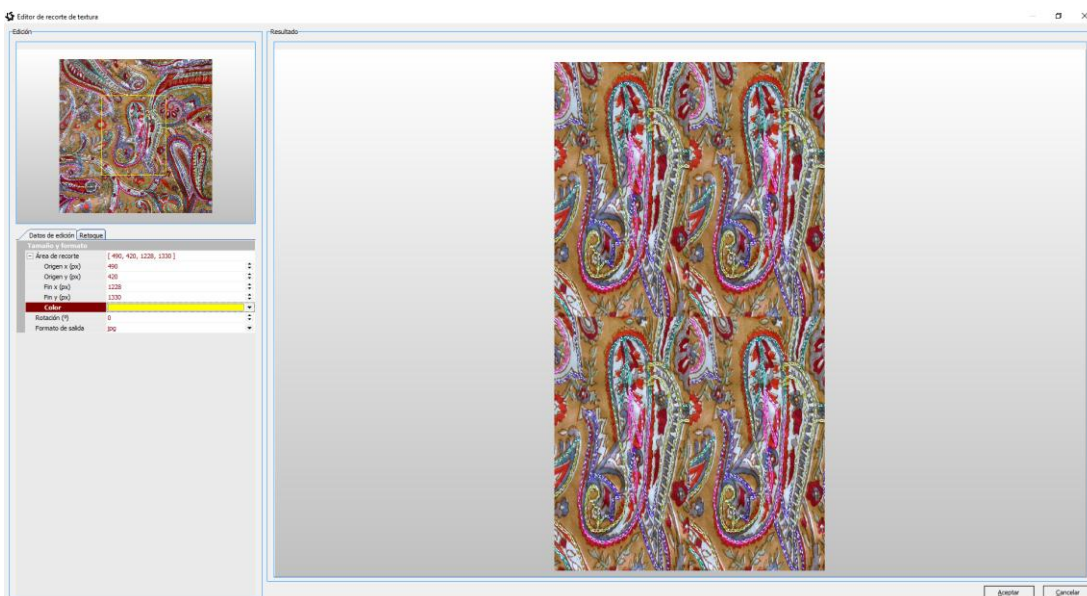 Editor de recorte de textura
Edición
Resultado
Datos de edición Retoque
Tamaño y formato
Área de recorte [ 490, 420, 1228, 1330 ]
Origen x (px) 490
Origen y (px) 420
Fin x (px) 1228
Fin y (px) 1330
Color
Rotación (º) 0
Formato de salida jpg
Aceptar Cancelar